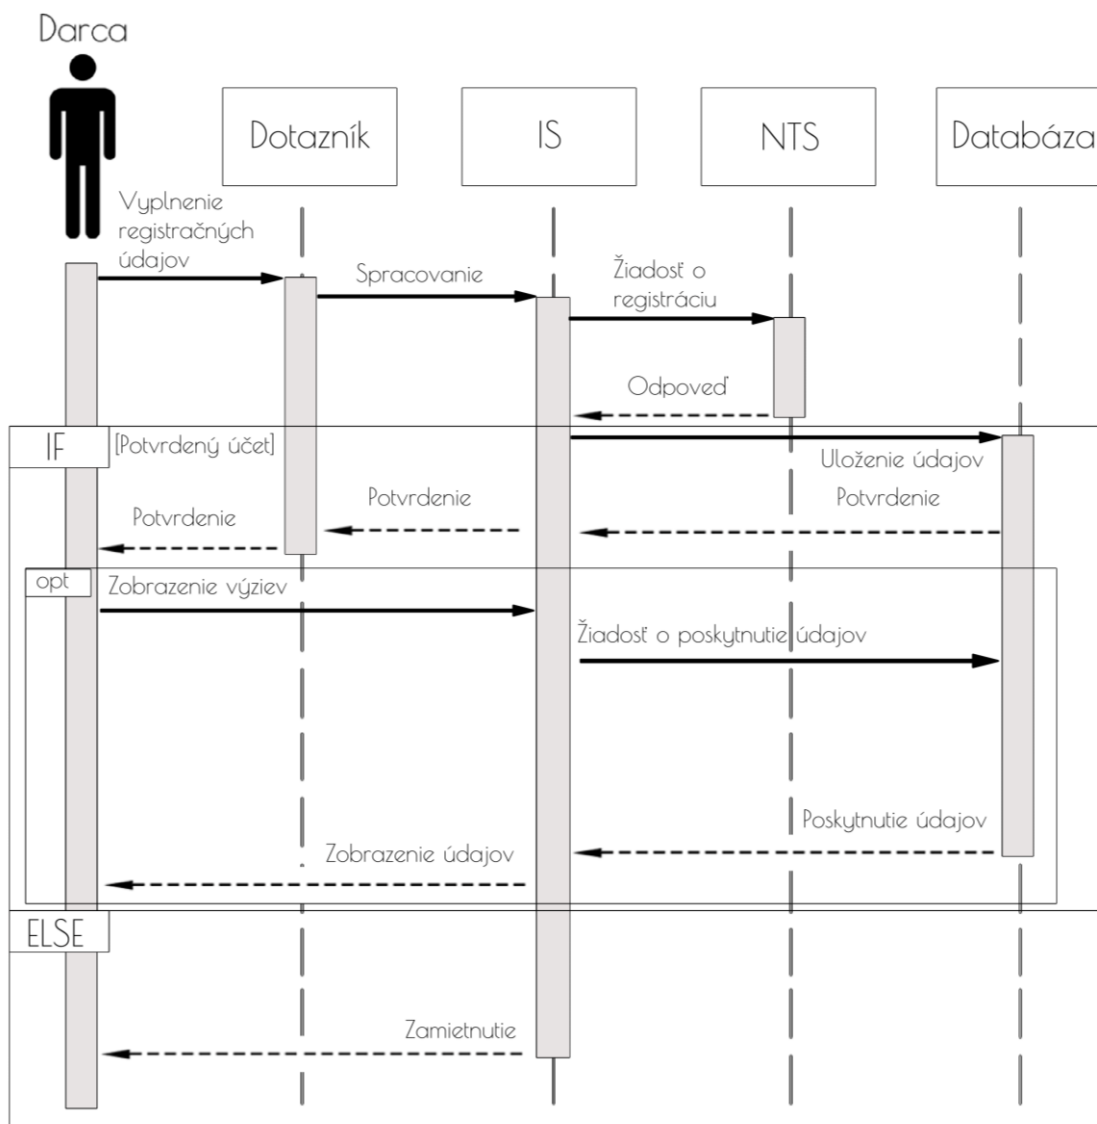 Darca
Dotazník
IS
NTS
Databáza
Vyplnenie
registračných
údajov
Spracovanie
Žiadosť o
registráciu
Odpoveď
IF
[Potvrdený účet]
Uloženie údajov
Potvrdenie
Potvrdenie
Potvrdenie
opt
Zobrazenie výziev
Žiadosť o poskytnutie údajov
Poskytnutie údajov
Zobrazenie údajov
ELSE
Zamietnutie